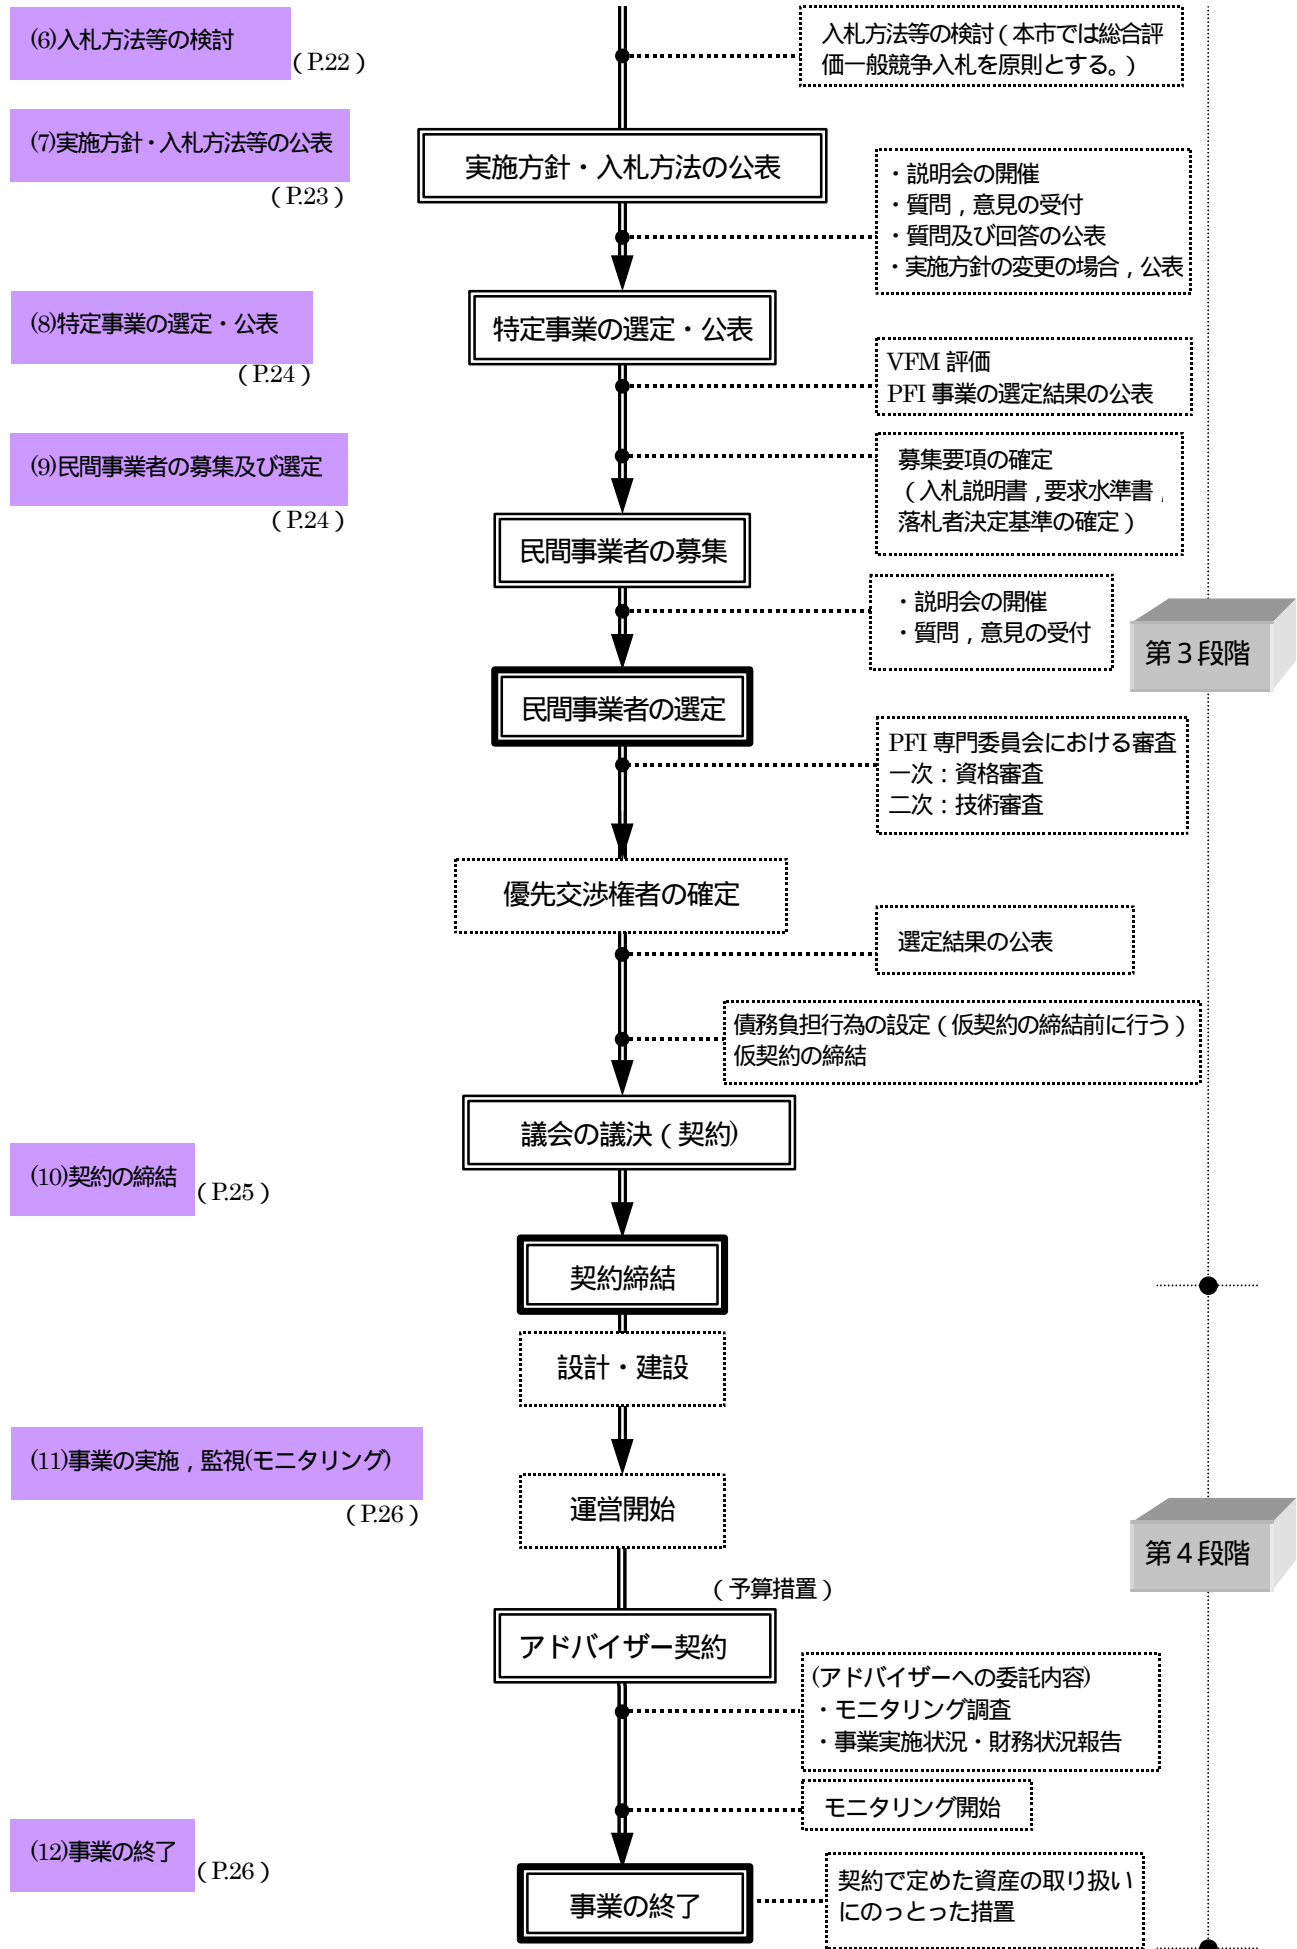 (6)入札方法等の検討
（P.22）
入札方法等の検討（本市では総合評
価一般競争入札を原則とする。）
(7)実施方針・入札方法等の公表
（P.23）
実施方針・入札方法の公表
・説明会の開催
・質問，意見の受付
・質問及び回答の公表
・実施方針の変更の場合，公表
(8)特定事業の選定・公表
（P.24）
特定事業の選定・公表
VFM 評価
PFI 事業の選定結果の公表
(9)民間事業者の募集及び選定
（P.24）
募集要項の確定
（入札説明書，要求水準書，
落札者決定基準の確定）
民間事業者の募集
・説明会の開催
・質問，意見の受付
第３段階
民間事業者の選定
PFI 専門委員会における審査
一次：資格審査
二次：技術審査
優先交渉権者の確定
選定結果の公表
債務負担行為の設定（仮契約の締結前に行う）
仮契約の締結
議会の議決（契約）
(10)契約の締結
（P.25）
契約締結
設計・建設
(11)事業の実施，監視(モニタリング)
（P.26）
運営開始
第４段階
（予算措置）
アドバイザー契約
(アドバイザーへの委託内容)
・モニタリング調査
・事業実施状況・財務状況報告
モニタリング開始
(12)事業の終了
（P.26）
事業の終了
契約で定めた資産の取り扱い
にのっとった措置